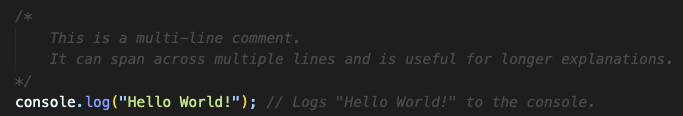 /*
    This is a multi-line comment.
    It can span across multiple lines and is useful for longer explanations.
*/
console.log("Hello World!"); // Logs "Hello World!" to the console.